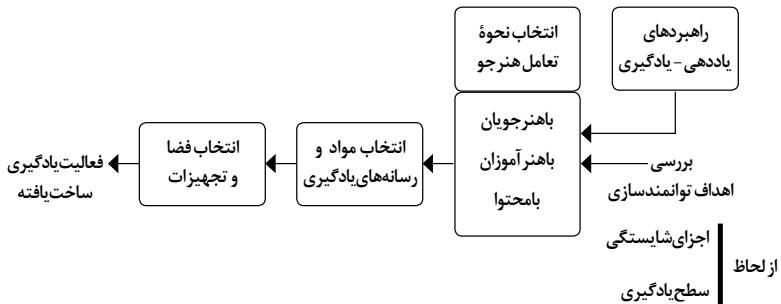 راهبردهای
یاددهی – یادگیری
انتخاب نحوۀ
تعامل هنرجو
باهنرجویان
باهنرآموزان
بامحتوا
بررسی
اهداف توانمندسازی
از لحاظ
اجزای شایستگی
سطح یادگیری
انتخاب مواد و
رسانه‌های یادگیری
انتخاب فضا
و تجهیزات
فعالیت یادگیری
ساخت‌یافته